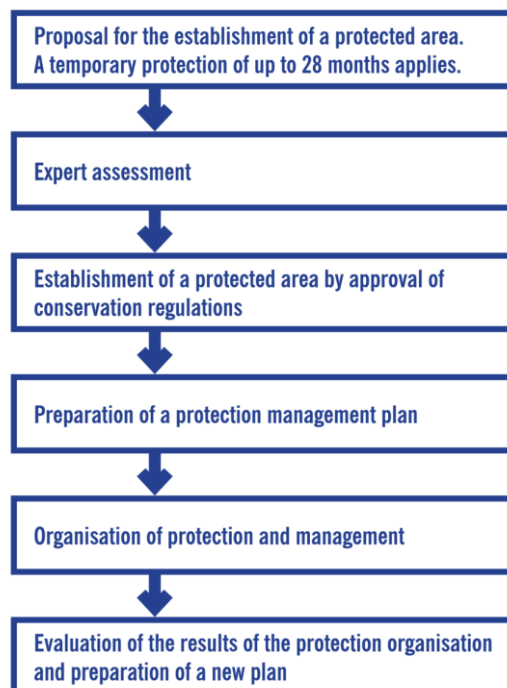 Proposal for the establishment of a protected area.
A temporary protection of up to 28 months applies.
Expert assessment
Establishment of a protected area by approval of
conservation regulations
Preparation of a protection management plan
Organisation of protection and management
Evaluation of the results of the protection organisation
and preparation of a new plan